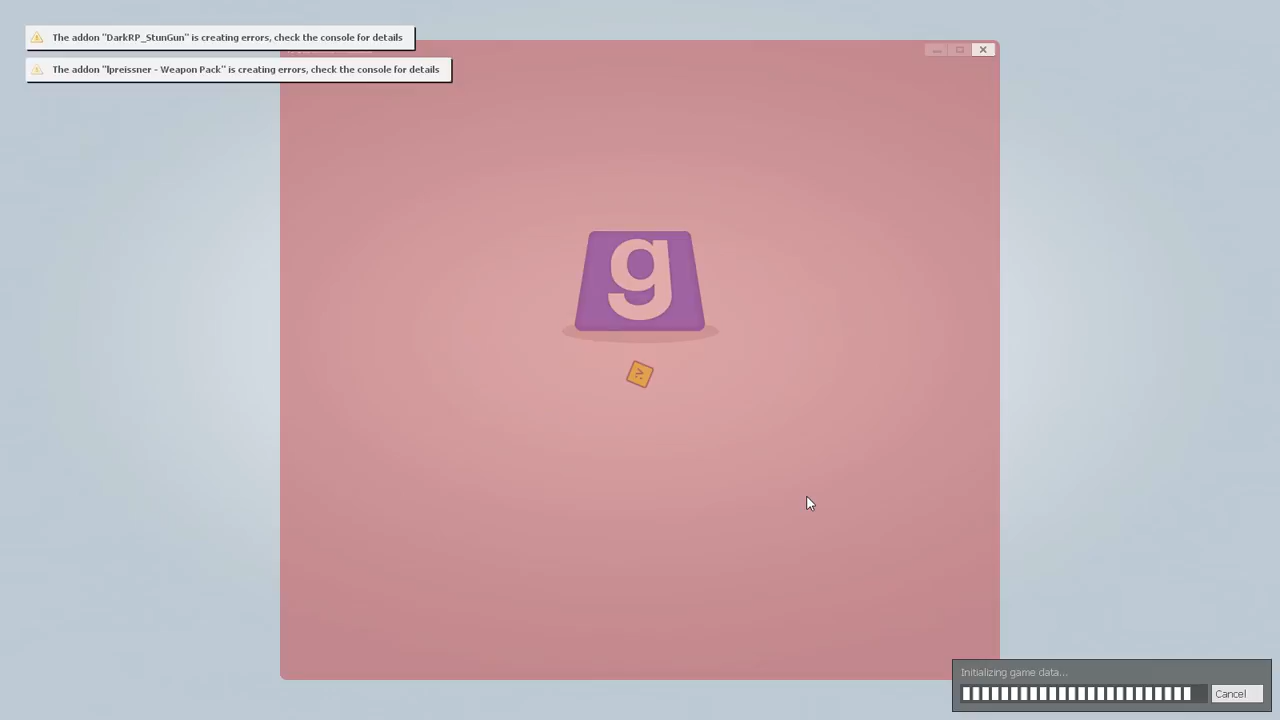 The addon "DarkRP_StunGun" is creating errors, check the console for details
The addon "lpreissner - Weapon Pack" is creating errors, check the console for details
g
Initializing game data...
Cancel